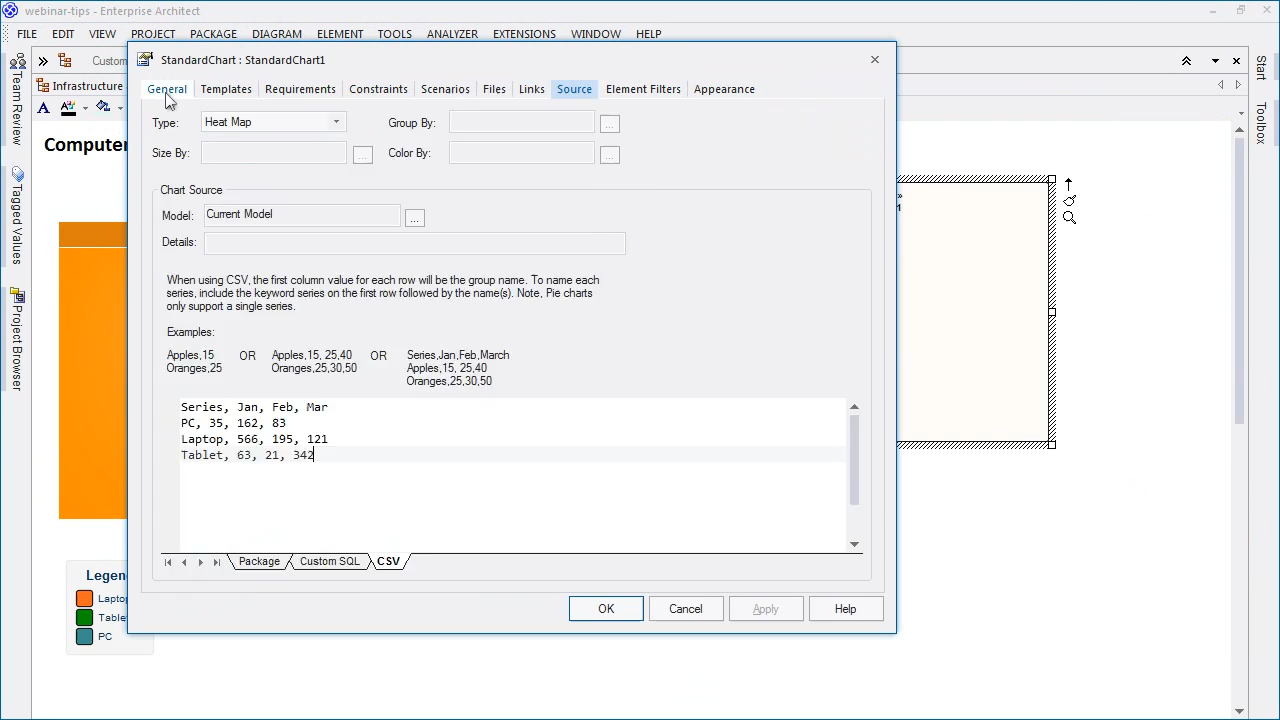 webinar-tips - Enterprise Architect
FILE EDIT VIEW PROJECT PACKAGE DIAGRAM ELEMENT TOOLS ANALYZER EXTENSIONS WINDOW HELP
Custom
Infrastructure
Team Review
Tagged Values
Project Browser
Start
Toolbox
Computer
Legend
Laptop
Tablet
PC
StandardChart : StandardChart1
General Templates Requirements Constraints Scenarios Files Links Source Element Filters Appearance
Type: Heat Map Group By: ...
Size By: ... Color By: ...
Chart Source
Model: Current Model ...
Details:
When using CSV, the first column value for each row will be the group name. To name each
series, include the keyword series on the first row followed by the name(s). Note, Pie charts
only support a single series.
Examples:
Apples,15 OR Apples,15, 25,40 OR Series,Jan,Feb,March
Oranges,25 Oranges,25,30,50 Apples,15, 25,40
Oranges,25,30,50
Series, Jan, Feb, Mar
PC, 35, 162, 83
Laptop, 566, 195, 121
Tablet, 63, 21, 342
Package Custom SQL CSV
OK Cancel Apply Help